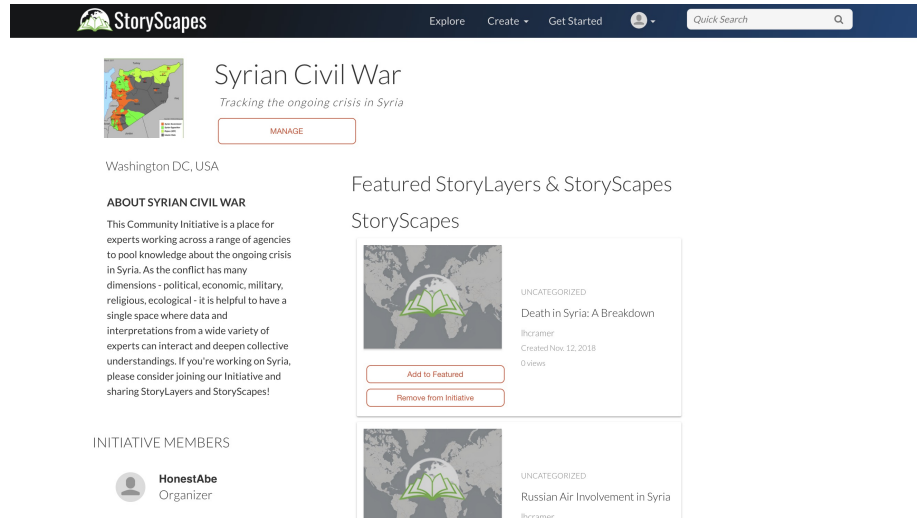 StoryScapes
Explore
Create
Get Started
Quick Search
Syrian Civil War
Tracking the ongoing crisis in Syria
MANAGE
Washington DC, USA
ABOUT SYRIAN CIVIL WAR
This Community Initiative is a place for
experts working across a range of agencies
to pool knowledge about the ongoing crisis
in Syria. As the conflict has many
dimensions - political, economic, military,
religious, ecological - it is helpful to have a
single space where data and
interpretations from a wide variety of
experts can interact and deepen collective
understandings. If you're working on Syria,
please consider joining our Initiative and
sharing StoryLayers and StoryScapes!
INITIATIVE MEMBERS
HonestAbe
Organizer
Featured StoryLayers & StoryScapes
StoryScapes
UNCATEGORIZED
Death in Syria: A Breakdown
lhcramer
Created Nov. 12, 2018
0 views
Add to Featured
Remove from Initiative
UNCATEGORIZED
Russian Air Involvement in Syria
lhcramer